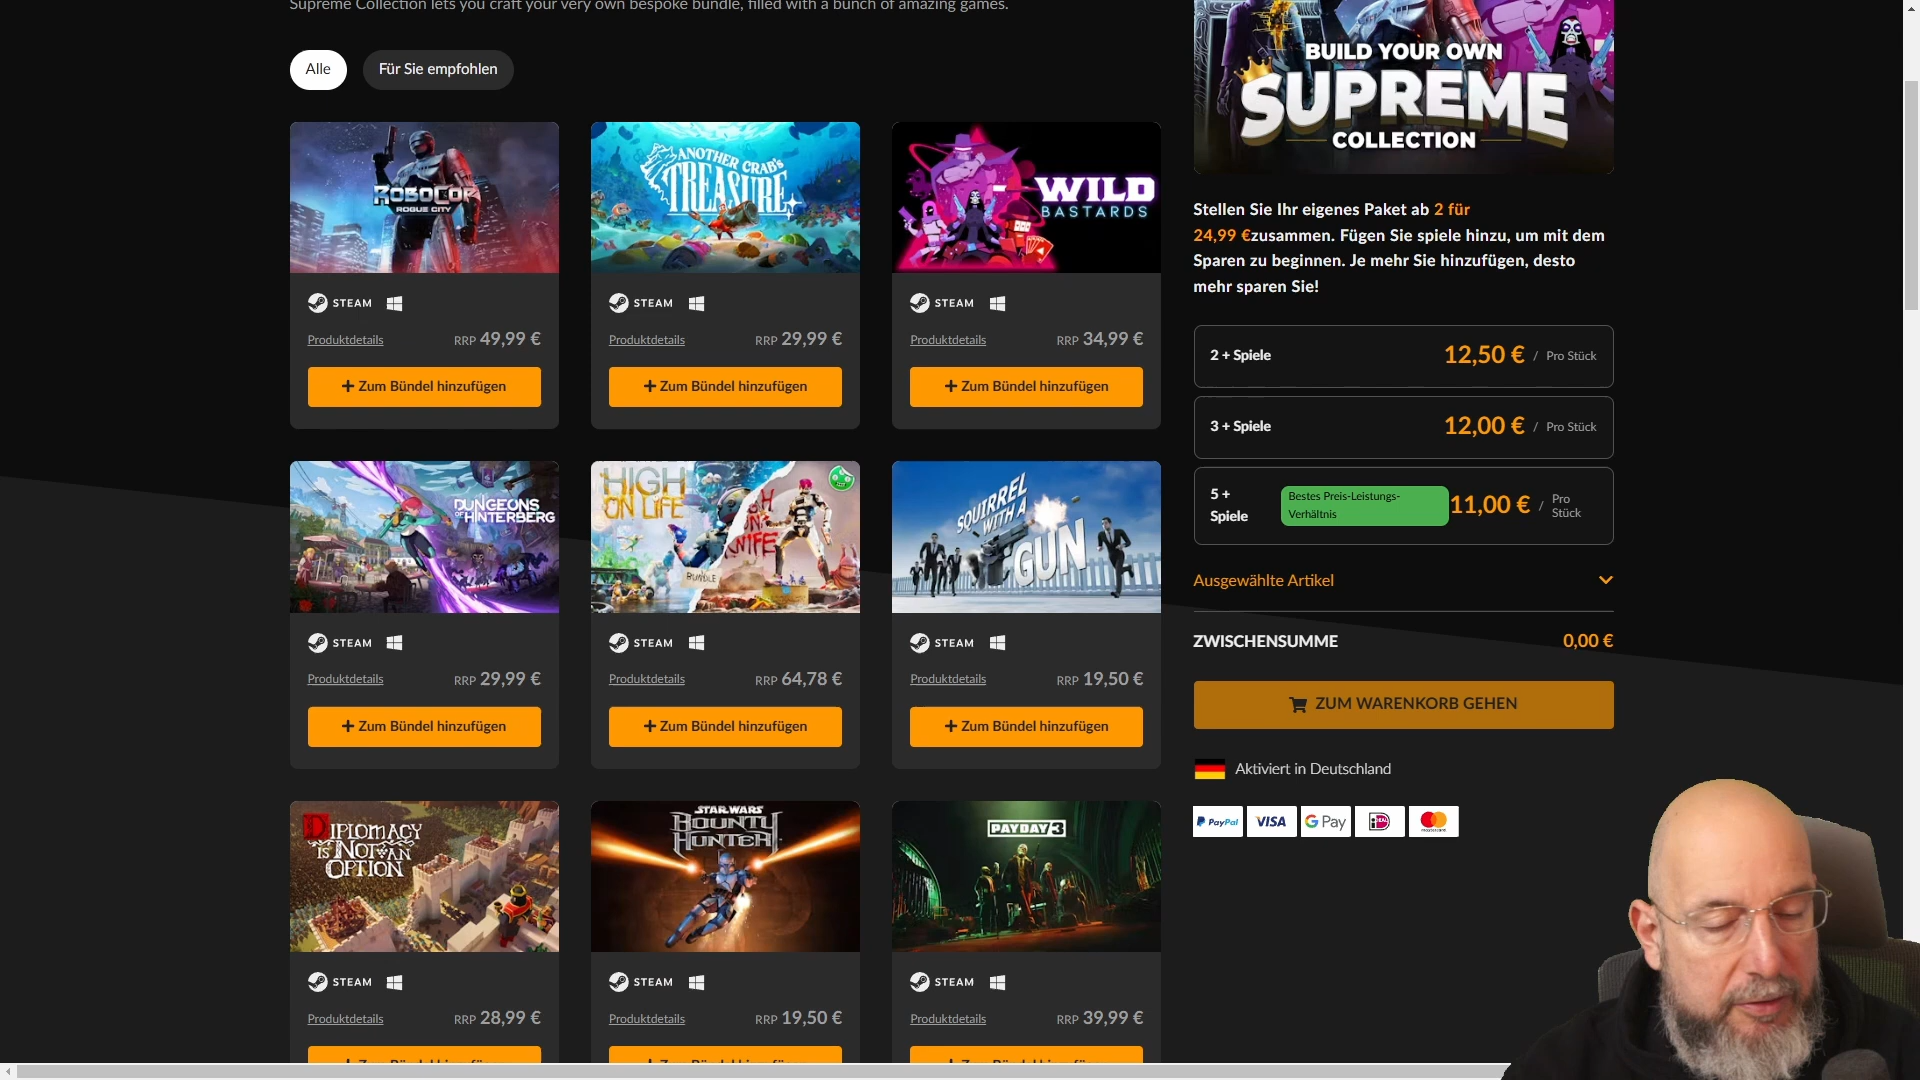 Supreme Collection lets you craft your very own bespoke bundle, filled with a bunch of amazing games.
Alle
Für Sie empfohlen
ROBOCOP
ROGUE CITY
STEAM
Produktdetails
RRP 49,99 €
+ Zum Bündel hinzufügen
ANOTHER CRAB'S
TREASURE
STEAM
Produktdetails
RRP 29,99 €
+ Zum Bündel hinzufügen
WILD
BASTARDS
STEAM
Produktdetails
RRP 34,99 €
+ Zum Bündel hinzufügen
DUNGEONS
OF HINTERBERG
STEAM
Produktdetails
RRP 29,99 €
+ Zum Bündel hinzufügen
HIGH
ON LIFE
KNIFE
BUNDLE
STEAM
Produktdetails
RRP 64,78 €
+ Zum Bündel hinzufügen
SQUIRREL
WITH A
GUN
STEAM
Produktdetails
RRP 19,50 €
+ Zum Bündel hinzufügen
DIPLOMACY
IS NOT AN
OPTION
STEAM
Produktdetails
RRP 28,99 €
STAR WARS
BOUNTY
HUNTER
STEAM
Produktdetails
RRP 19,50 €
PAYDAY 3
STEAM
Produktdetails
RRP 39,99 €
BUILD YOUR OWN
SUPREME
COLLECTION
Stellen Sie Ihr eigenes Paket ab 2 für
24,99 €zusammen. Fügen Sie spiele hinzu, um mit dem
Sparen zu beginnen. Je mehr Sie hinzufügen, desto
mehr sparen Sie!
2 + Spiele
12,50 € / Pro Stück
3 + Spiele
12,00 € / Pro Stück
5 +
Spiele
Bestes Preis-Leistungs-
Verhältnis
11,00 € / Pro
Stück
Ausgewählte Artikel
ZWISCHENSUMME
0,00 €
ZUM WARENKORB GEHEN
Aktiviert in Deutschland
PayPal
VISA
G Pay
iDEAL
mastercard